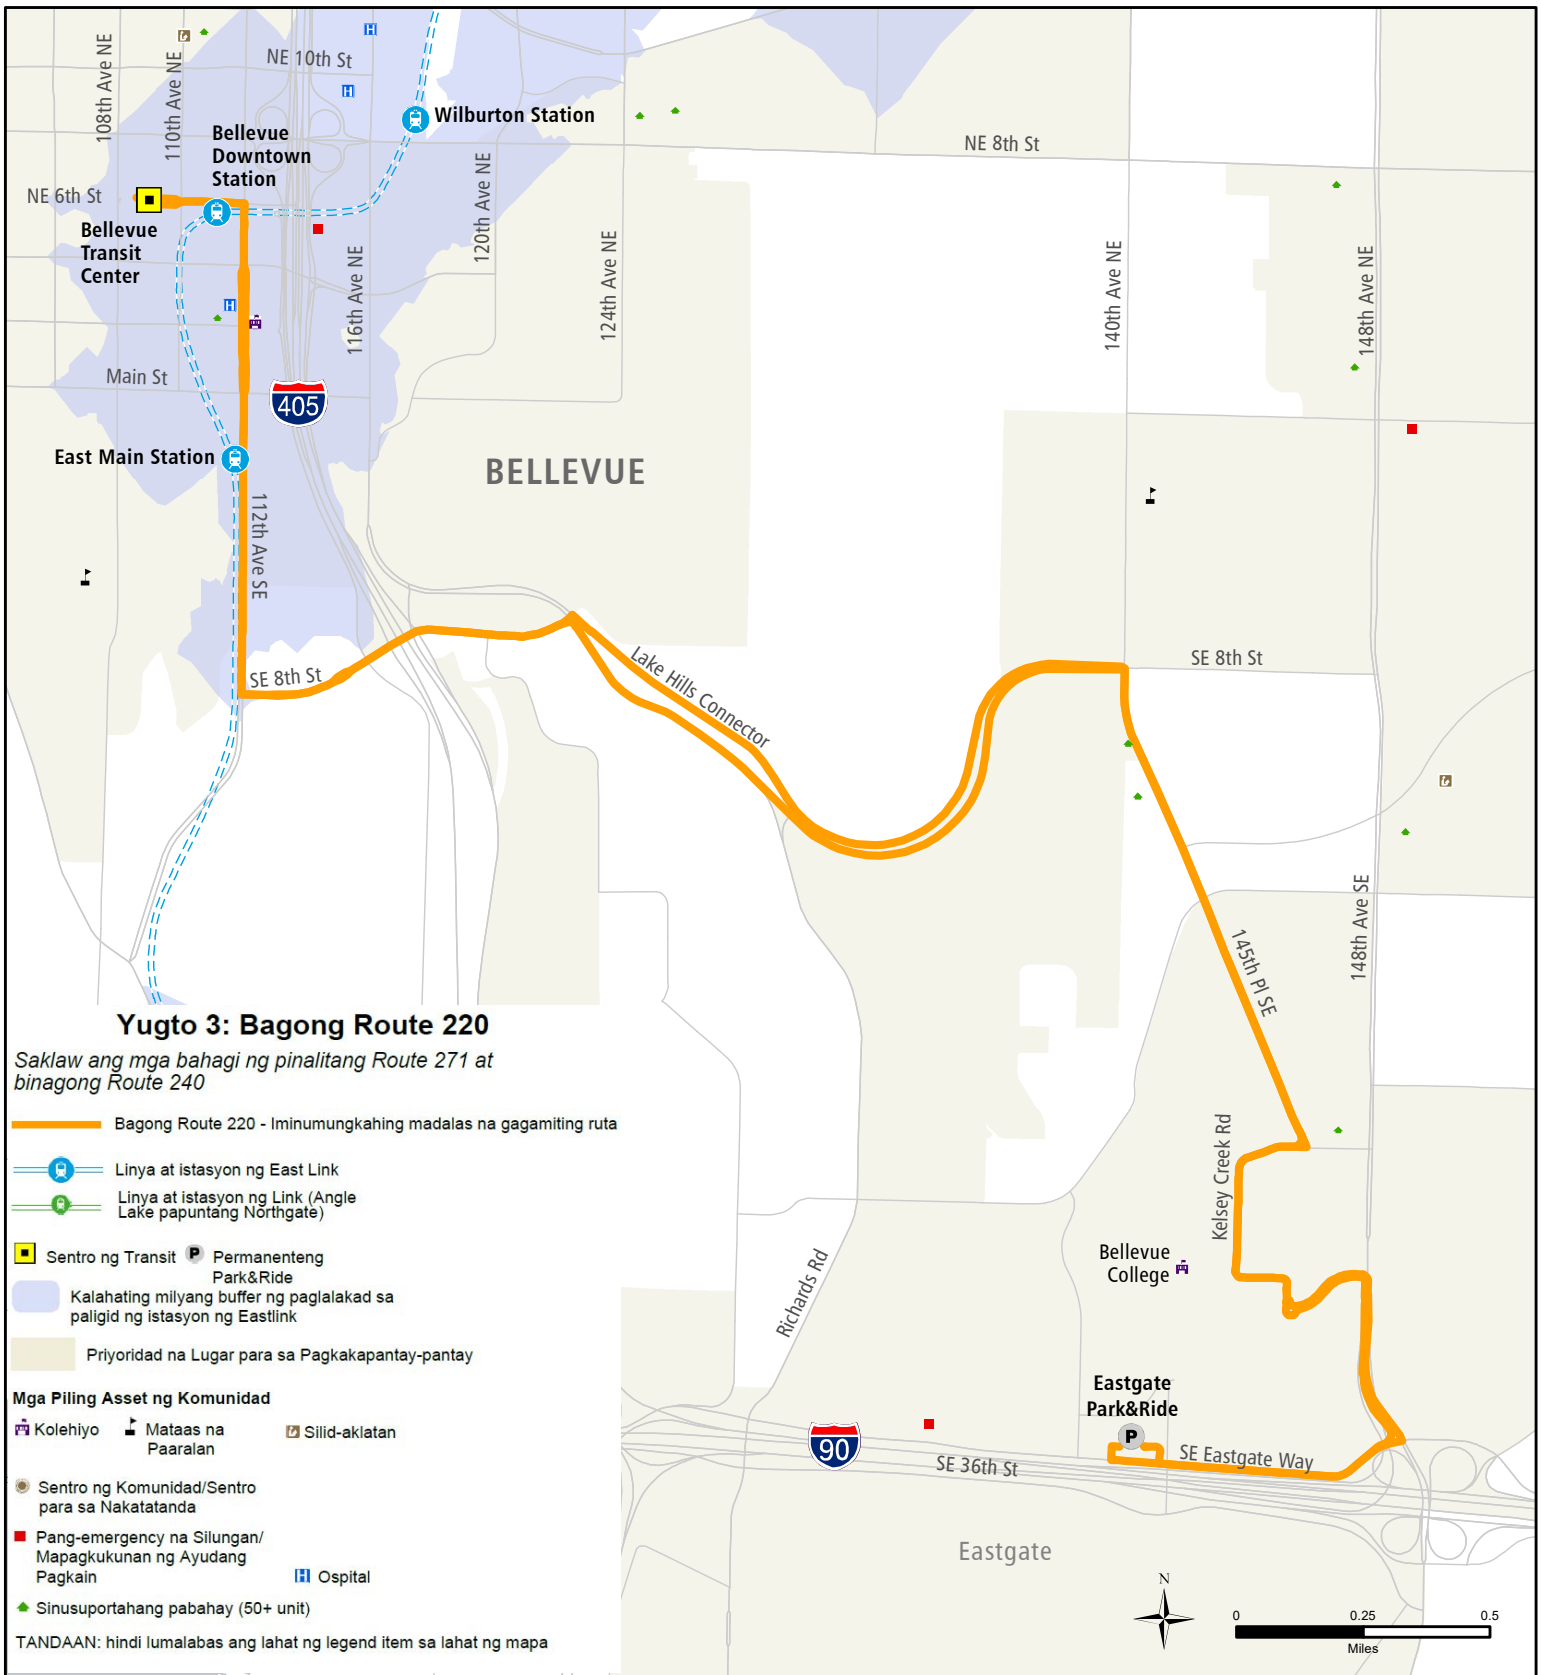 108th Ave NE
110th Ave NE
NE 10th St
Wilburton Station
Bellevue
Downtown
Station
NE 8th St
NE 6th St
Bellevue
Transit
Center
116th Ave NE
120th Ave NE
124th Ave NE
140th Ave NE
148th Ave NE
Main St
405
East Main Station
BELLEVUE
112th Ave SE
SE 8th St
Lake Hills Connector
SE 8th St
145th Pl SE
148th Ave SE
Kelsey Creek Rd
Bellevue
College
Richards Rd
Eastgate
Park&Ride
P
90
SE 36th St
SE Eastgate Way
Eastgate
N
0 0.25 0.5
Miles
Yugto 3: Bagong Route 220
Saklaw ang mga bahagi ng pinalitang Route 271 at
binagong Route 240
Bagong Route 220 - Iminumungkahing madalas na gagamiting ruta
Linya at istasyon ng East Link
Linya at istasyon ng Link (Angle
Lake papuntang Northgate)
Sentro ng Transit P Permanenteng
Park&Ride
Kalahating milyang buffer ng paglalakad sa
paligid ng istasyon ng Eastlink
Priyoridad na Lugar para sa Pagkakapantay-pantay
Mga Piling Asset ng Komunidad
Kolehiyo Mataas na
Paaralan
Silid-aklatan
Sentro ng Komunidad/Sentro
para sa Nakatatanda
Pang-emergency na Silungan/
Mapagkukunan ng Ayudang
Pagkain
H Ospital
Sinusuportahang pabahay (50+ unit)
TANDAAN: hindi lumalabas ang lahat ng legend item sa lahat ng mapa